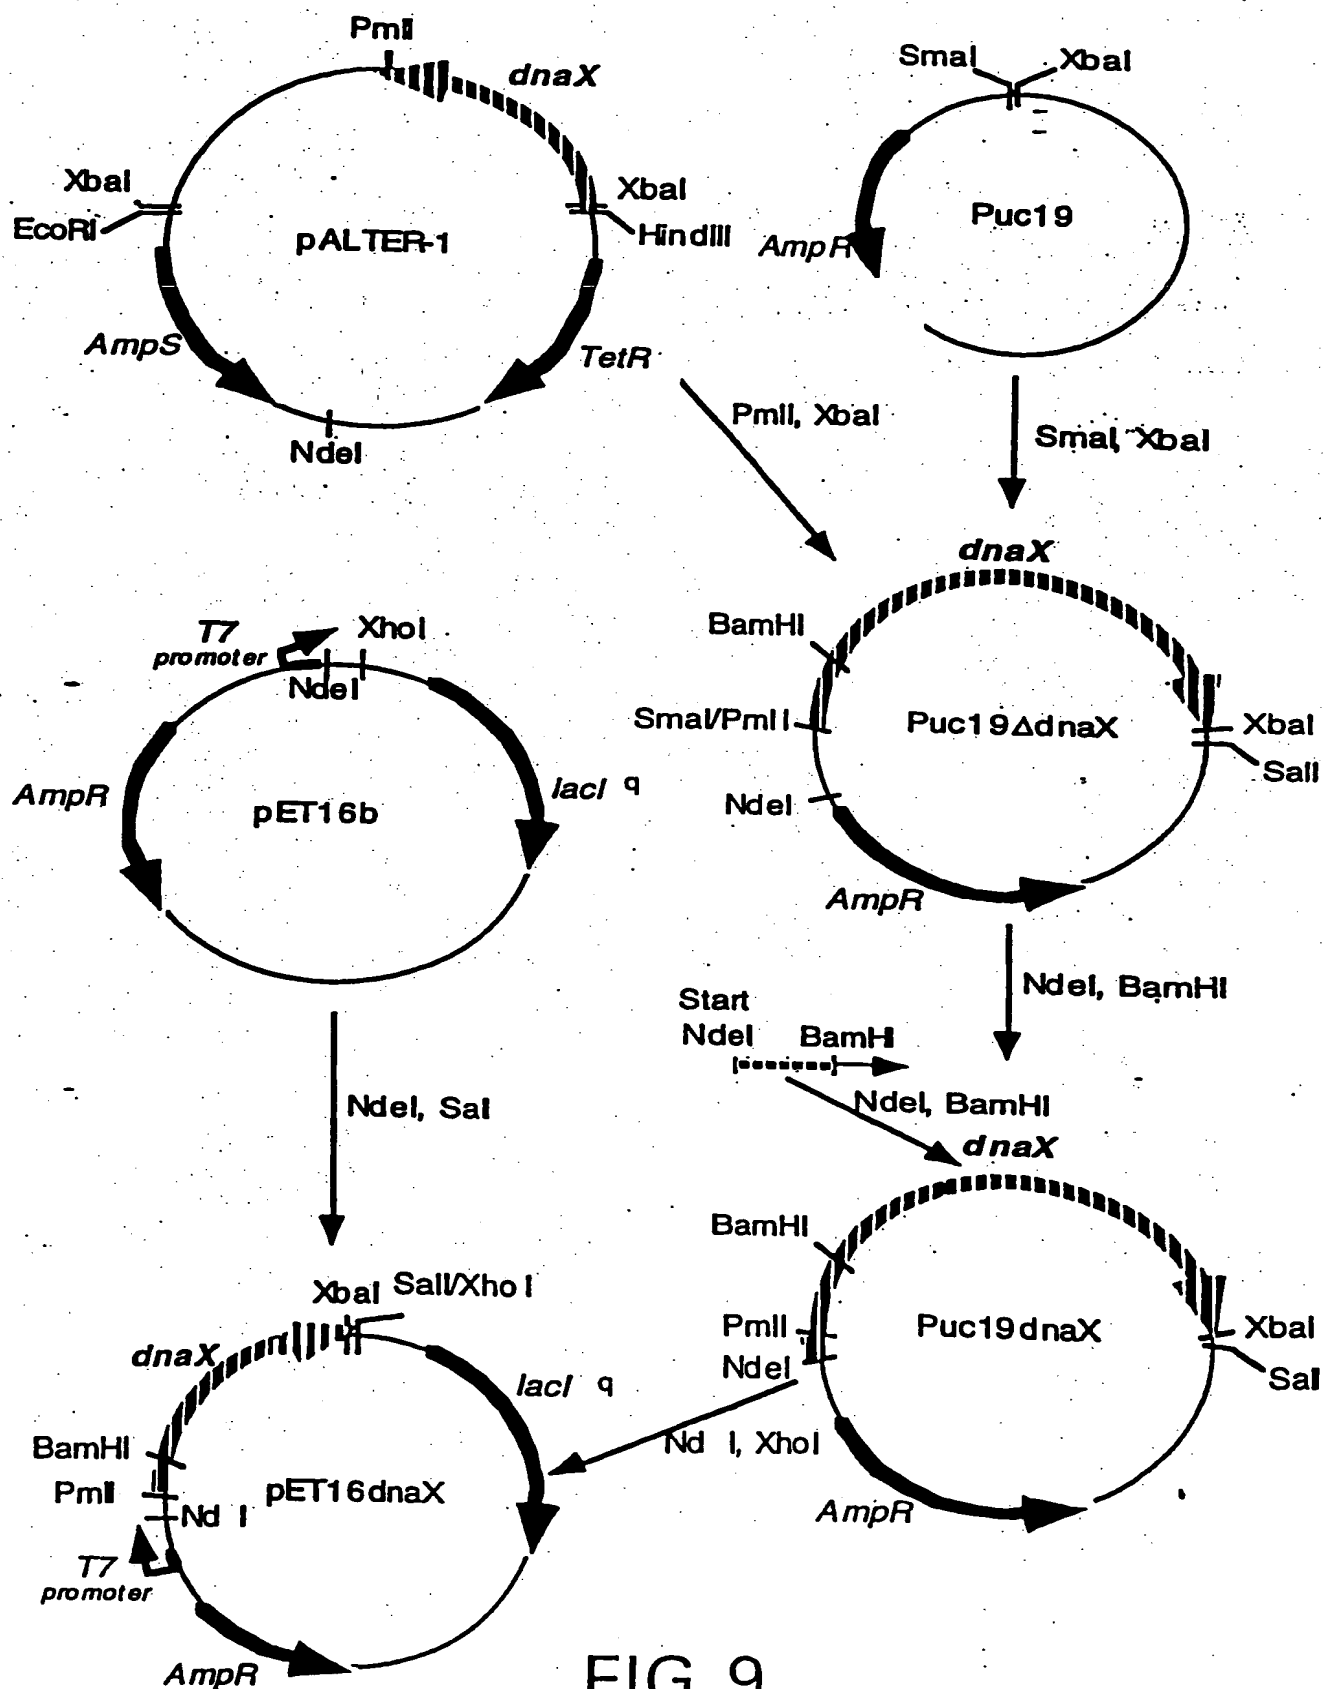 PmlI
dnaX
XbaI
EcoRI
XbaI
HindIII
pALTER-1
AmpS
TetR
NdeI
SmaI
XbaI
Puc19
AmpR
PmlI, XbaI
SmaI, XbaI
dnaX
BamHI
SmaI/PmlI
Puc19ΔdnaX
XbaI
SalI
NdeI
AmpR
T7
promoter
XhoI
NdeI
AmpR
lacI q
pET16b
NdeI, BamHI
Start
NdeI
BamHI
NdeI, BamHI
NdeI, SaI
dnaX
BamHI
PmlI
NdeI
Puc19dnaX
XbaI
SaI
AmpR
Nd I, XhoI
XbaI
SalI/Xho I
dnaX
lacI q
BamHI
PmlI
Nd I
pET16dnaX
T7
promoter
AmpR
FIG. 9